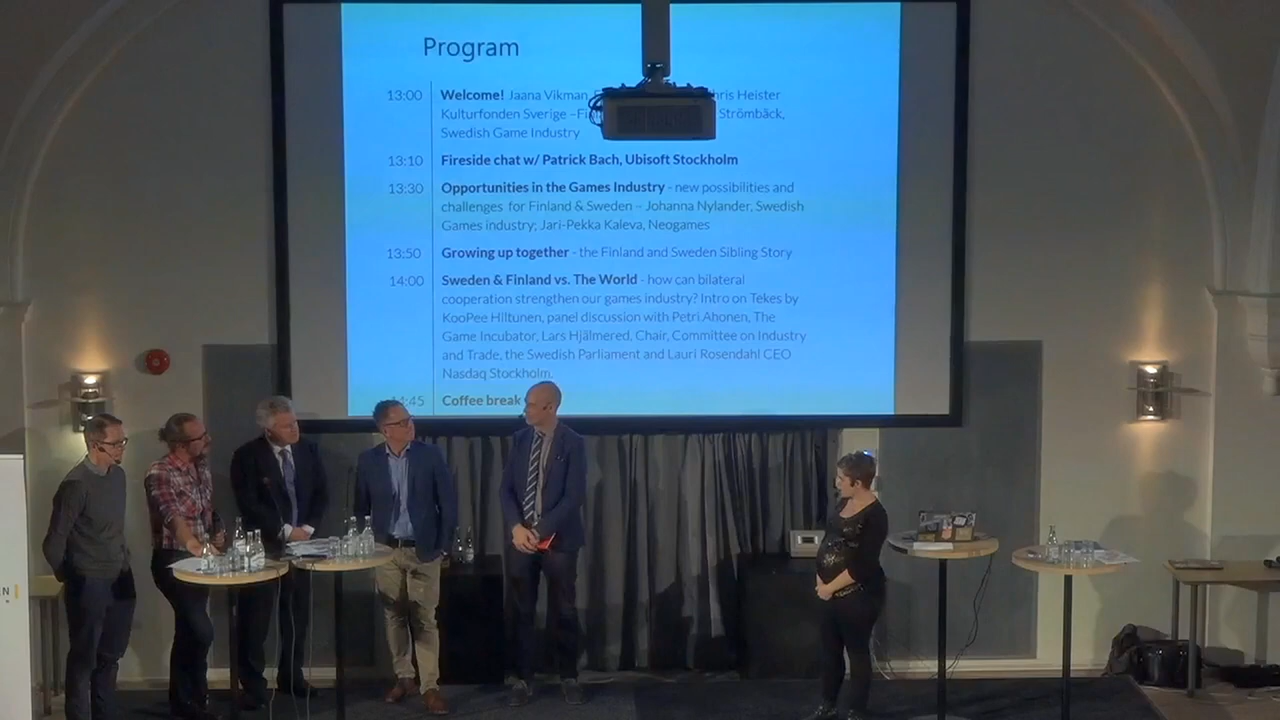 Program
13:00 Welcome! Jaana Vikman, hris Heister
Kulturfonden Sverige –Finl Strömbäck,
Swedish Game Industry
13:10 Fireside chat w/ Patrick Bach, Ubisoft Stockholm
13:30 Opportunities in the Games Industry - new possibilities and
challenges for Finland & Sweden – Johanna Nylander, Swedish
Games industry; Jari-Pekka Kaleva, Neogames
13:50 Growing up together - the Finland and Sweden Sibling Story
14:00 Sweden & Finland vs. The World - how can bilateral
cooperation strengthen our games industry? Intro on Tekes by
KooPee Hiltunen, panel discussion with Petri Ahonen, The
Game Incubator, Lars Hjälmered, Chair, Committee on Industry
and Trade, the Swedish Parliament and Lauri Rosendahl CEO
Nasdaq Stockholm.
14:45 Coffee break
N